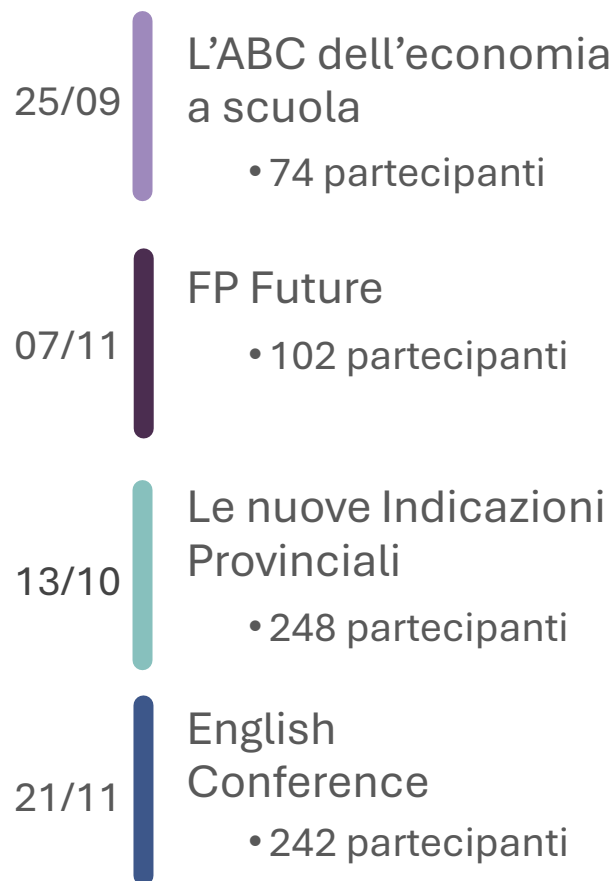 25/09
L’ABC dell’economia
a scuola
• 74 partecipanti
07/11
FP Future
• 102 partecipanti
13/10
Le nuove Indicazioni
Provinciali
• 248 partecipanti
21/11
English
Conference
• 242 partecipanti